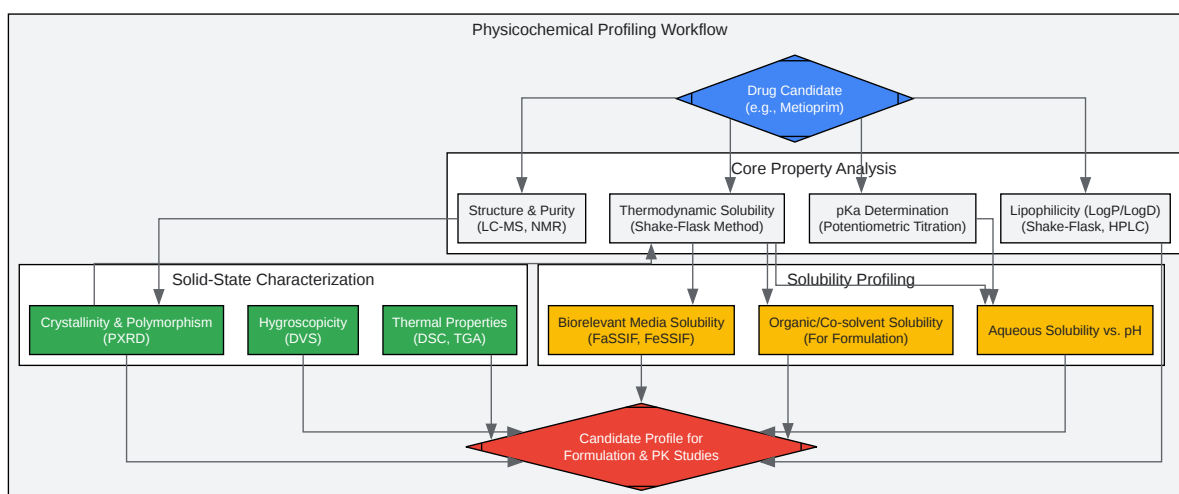 Physicochemical Profiling Workflow
Drug Candidate
(e.g., Metioprim)
Core Property Analysis
Structure & Purity
(LC-MS, NMR)
Thermodynamic Solubility
(Shake-Flask Method)
pKa Determination
(Potentiometric Titration)
Lipophilicity (LogP/LogD)
(Shake-Flask, HPLC)
Solid-State Characterization
Crystallinity & Polymorphism
(PXRD)
Hygroscopicity
(DVS)
Thermal Properties
(DSC, TGA)
Solubility Profiling
Biorelevant Media Solubility
(FaSSIF, FeSSIF)
Organic/Co-solvent Solubility
(For Formulation)
Aqueous Solubility vs. pH
Candidate Profile for
Formulation & PK Studies